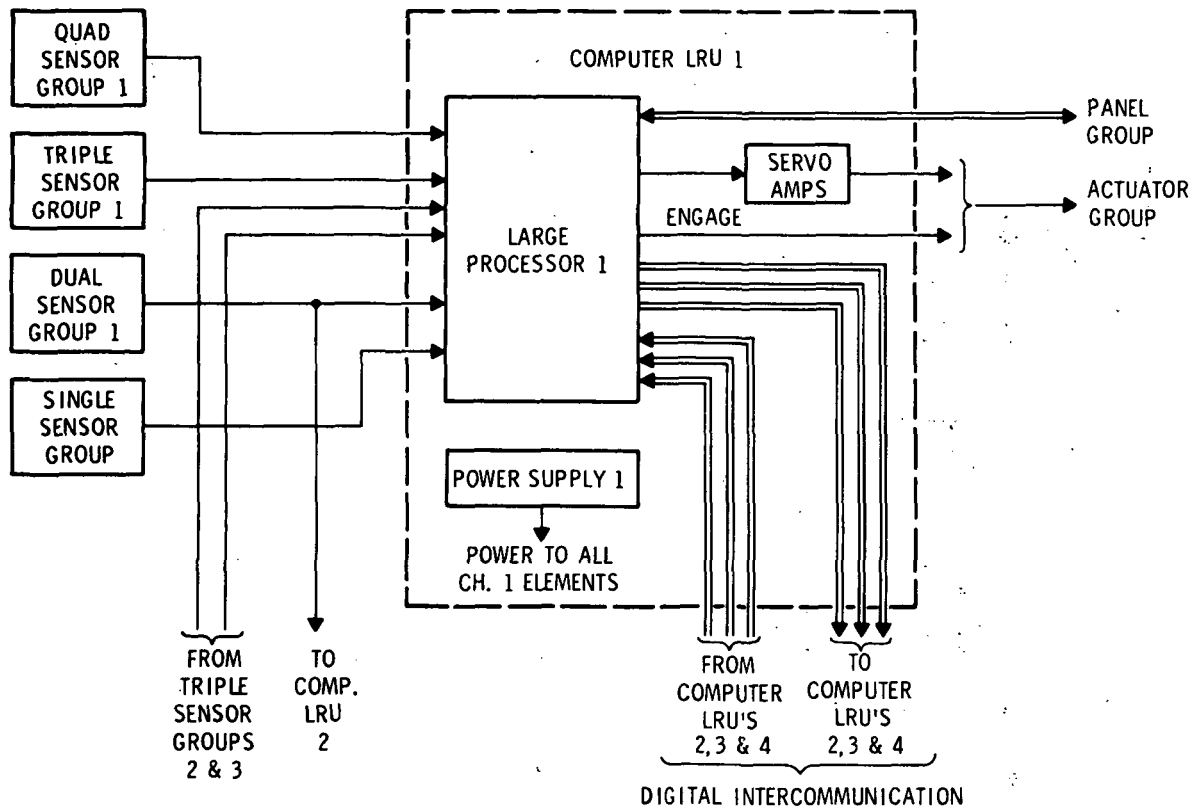 QUAD
SENSOR
GROUP 1
TRIPLE
SENSOR
GROUP 1
DUAL
SENSOR
GROUP 1
SINGLE
SENSOR
GROUP
COMPUTER LRU 1
LARGE
PROCESSOR 1
SERVO
AMPS
ENGAGE
PANEL
GROUP
ACTUATOR
GROUP
POWER SUPPLY 1
POWER TO ALL
CH. 1 ELEMENTS
FROM
TRIPLE
SENSOR
GROUPS
2 & 3
TO
COMP.
LRU
2
FROM
COMPUTER
LRU'S
2, 3 & 4
TO
COMPUTER
LRU'S
2, 3 & 4
DIGITAL INTERCOMMUNICATION